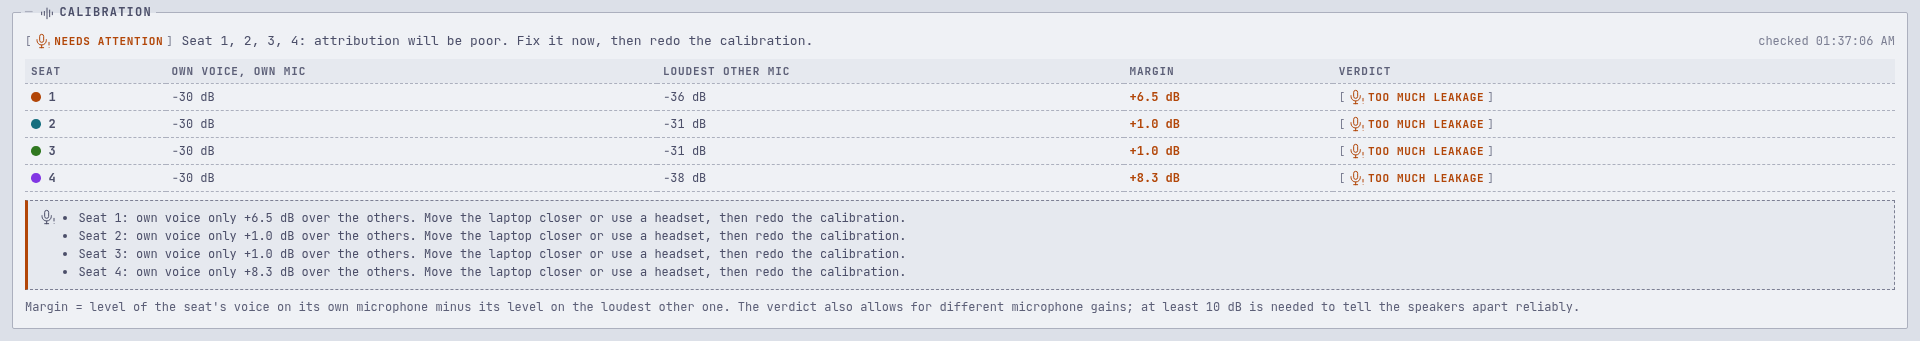 CALIBRATION
[ NEEDS ATTENTION ] Seat 1, 2, 3, 4: attribution will be poor. Fix it now, then redo the calibration. checked 01:37:06 AM
SEAT OWN VOICE, OWN MIC LOUDEST OTHER MIC MARGIN VERDICT
1 -30 dB -36 dB +6.5 dB [ TOO MUCH LEAKAGE ]
2 -30 dB -31 dB +1.0 dB [ TOO MUCH LEAKAGE ]
3 -30 dB -31 dB +1.0 dB [ TOO MUCH LEAKAGE ]
4 -30 dB -38 dB +8.3 dB [ TOO MUCH LEAKAGE ]
• Seat 1: own voice only +6.5 dB over the others. Move the laptop closer or use a headset, then redo the calibration.
• Seat 2: own voice only +1.0 dB over the others. Move the laptop closer or use a headset, then redo the calibration.
• Seat 3: own voice only +1.0 dB over the others. Move the laptop closer or use a headset, then redo the calibration.
• Seat 4: own voice only +8.3 dB over the others. Move the laptop closer or use a headset, then redo the calibration.
Margin = level of the seat's voice on its own microphone minus its level on the loudest other one. The verdict also allows for different microphone gains; at least 10 dB is needed to tell the speakers apart reliably.